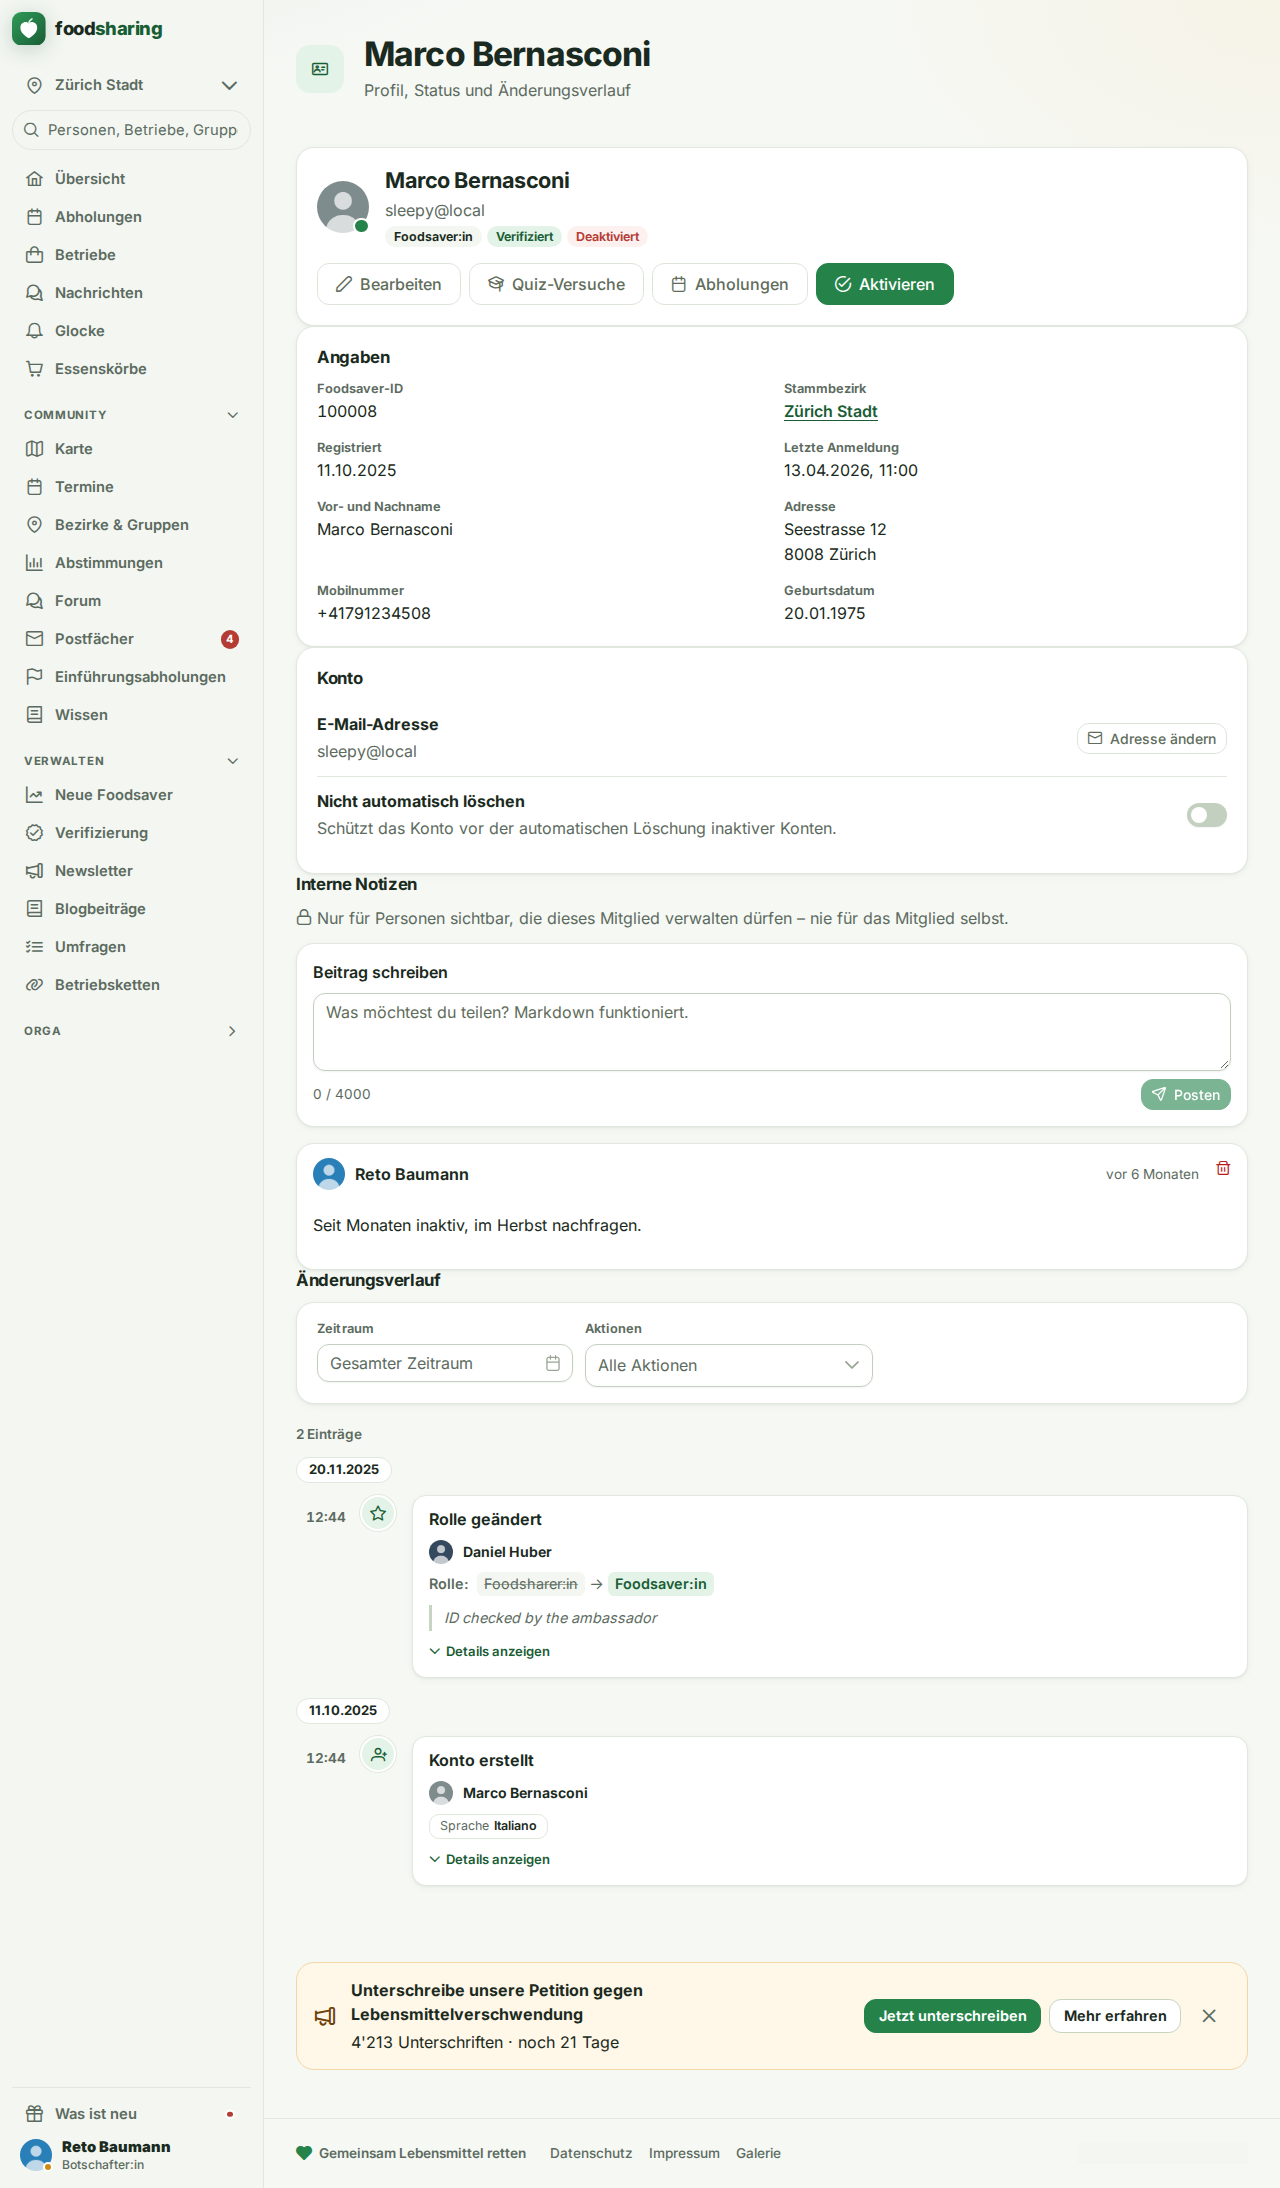 foodsharing
Zürich Stadt
Personen, Betriebe, Grupp
Übersicht
Abholungen
Betriebe
Nachrichten
Glocke
Essenskörbe
COMMUNITY
Karte
Termine
Bezirke & Gruppen
Abstimmungen
Forum
Postfächer 4
Einführungsabholungen
Wissen
VERWALTEN
Neue Foodsaver
Verifizierung
Newsletter
Blogbeiträge
Umfragen
Betriebsketten
ORGA
Was ist neu
Reto Baumann
Botschafter:in
Marco Bernasconi
Profil, Status und Änderungsverlauf
Marco Bernasconi
sleepy@local
Foodsaver:in Verifiziert Deaktiviert
Bearbeiten Quiz-Versuche Abholungen Aktivieren
Angaben
Foodsaver-ID Stammbezirk
100008 Zürich Stadt
Registriert Letzte Anmeldung
11.10.2025 13.04.2026, 11:00
Vor- und Nachname Adresse
Marco Bernasconi Seestrasse 12
8008 Zürich
Mobilnummer Geburtsdatum
+41791234508 20.01.1975
Konto
E-Mail-Adresse
sleepy@local
Adresse ändern
Nicht automatisch löschen
Schützt das Konto vor der automatischen Löschung inaktiver Konten.
Interne Notizen
Nur für Personen sichtbar, die dieses Mitglied verwalten dürfen – nie für das Mitglied selbst.
Beitrag schreiben
Was möchtest du teilen? Markdown funktioniert.
0 / 4000 Posten
Reto Baumann vor 6 Monaten
Seit Monaten inaktiv, im Herbst nachfragen.
Änderungsverlauf
Zeitraum Aktionen
Gesamter Zeitraum Alle Aktionen
2 Einträge
20.11.2025
12:44 Rolle geändert
Daniel Huber
Rolle: Foodsharer:in → Foodsaver:in
ID checked by the ambassador
Details anzeigen
11.10.2025
12:44 Konto erstellt
Marco Bernasconi
Sprache Italiano
Details anzeigen
Unterschreibe unsere Petition gegen
Lebensmittelverschwendung
4'213 Unterschriften · noch 21 Tage
Jetzt unterschreiben Mehr erfahren
Gemeinsam Lebensmittel retten Datenschutz Impressum Galerie